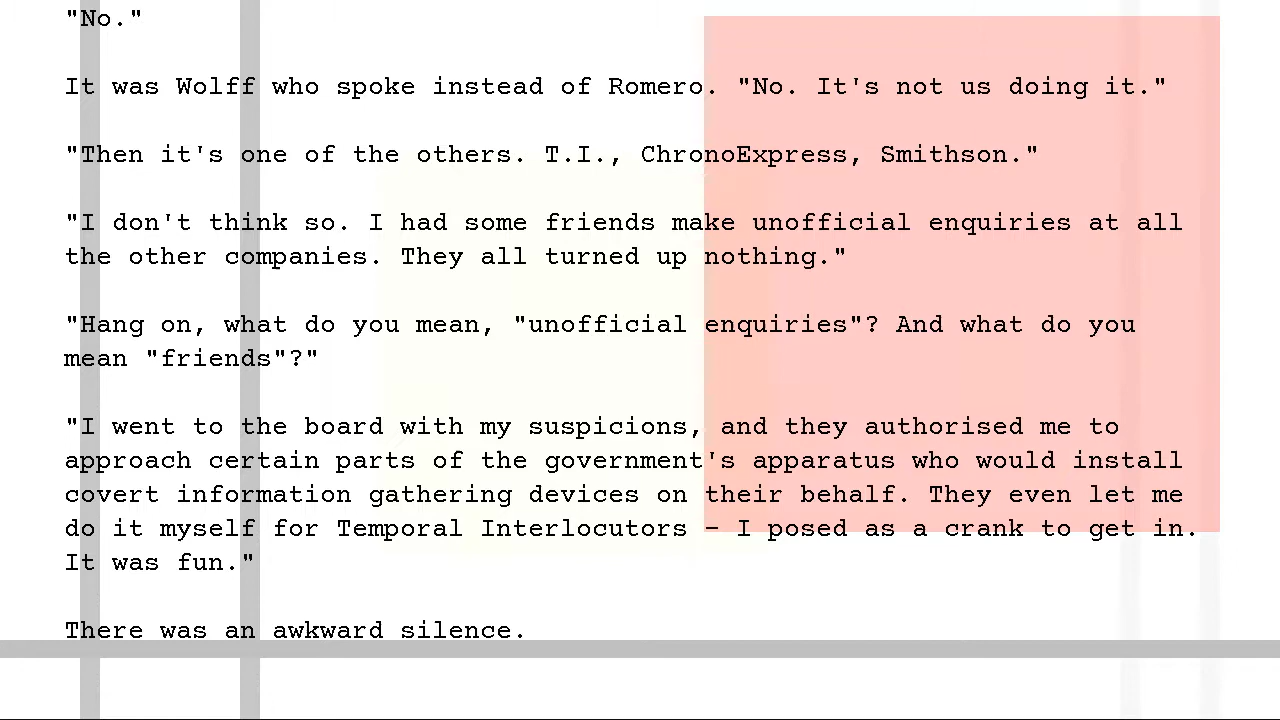 "No."
It was Wolff who spoke instead of Romero. "No. It's not us doing it."
"Then it's one of the others. T.I., ChronoExpress, Smithson."
"I don't think so. I had some friends make unofficial enquiries at all
the other companies. They all turned up nothing."
"Hang on, what do you mean, "unofficial enquiries"? And what do you
mean "friends"?"
"I went to the board with my suspicions, and they authorised me to
approach certain parts of the government's apparatus who would install
covert information gathering devices on their behalf. They even let me
do it myself for Temporal Interlocutors - I posed as a crank to get in.
It was fun."
There was an awkward silence.